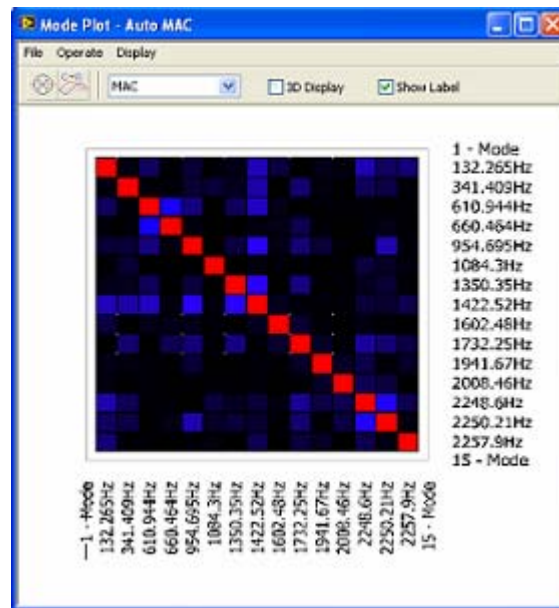 Mode Plot - Auto MAC
File Operate Display
MAC 3D Display Show Label
1 - Mode
132.265Hz
341.409Hz
610.944Hz
660.464Hz
954.695Hz
1084.3Hz
1350.35Hz
1422.52Hz
1602.48Hz
1732.25Hz
1941.67Hz
2008.46Hz
2248.6Hz
2250.21Hz
2257.9Hz
15 - Mode
1 - Mode
132.265Hz
341.409Hz
610.944Hz
660.464Hz
954.695Hz
1084.3Hz
1350.35Hz
1422.52Hz
1602.48Hz
1732.25Hz
1941.67Hz
2008.46Hz
2248.6Hz
2250.21Hz
2257.9Hz
15 - Mode